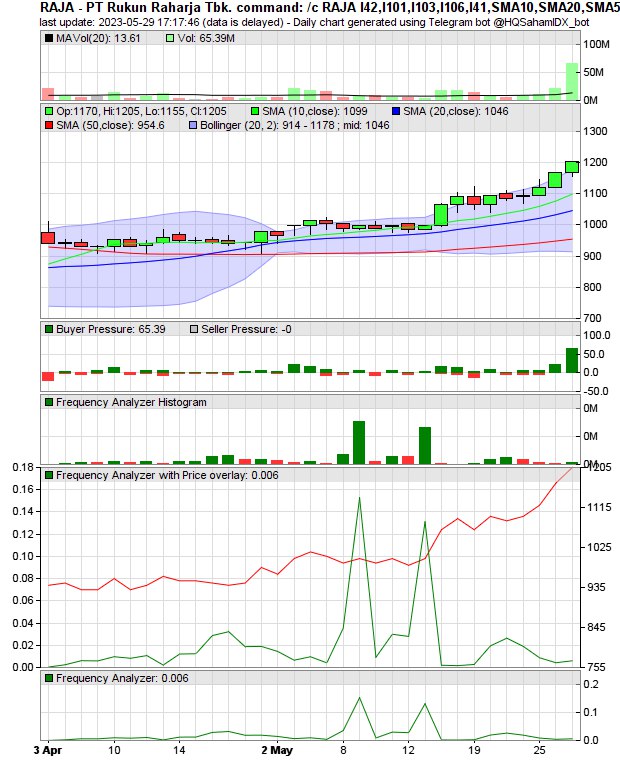 RAJA - PT Rukun Raharja Tbk. command: /c RAJA I42,I101,I103,I106,I41,SMA10,SMA20,SMA5
last update: 2023-05-29 17:17:46 (data is delayed) - Daily chart generated using Telegram bot @HQSahamIDX_bot
MAVol(20): 13.61 Vol: 65.39M
100M
50M
0M
Op:1170, Hi:1205, Lo:1155, Cl:1205 SMA (10,close): 1099 SMA (20,close): 1046
SMA (50,close): 954.6 Bollinger (20, 2): 914 - 1178 ; mid: 1046
1300
1200
1100
1000
900
800
700
Buyer Pressure: 65.39 Seller Pressure: -0
100.0
50.0
0.0
-50.0
Frequency Analyzer Histogram
0M
0M
0M
Frequency Analyzer with Price overlay: 0.006
0.18
0.16
0.14
0.12
0.10
0.08
0.06
0.04
0.02
0.00
1205
1115
1025
935
845
755
Frequency Analyzer: 0.006
0.2
0.1
0.0
3 Apr 10 14 2 May 8 12 19 25